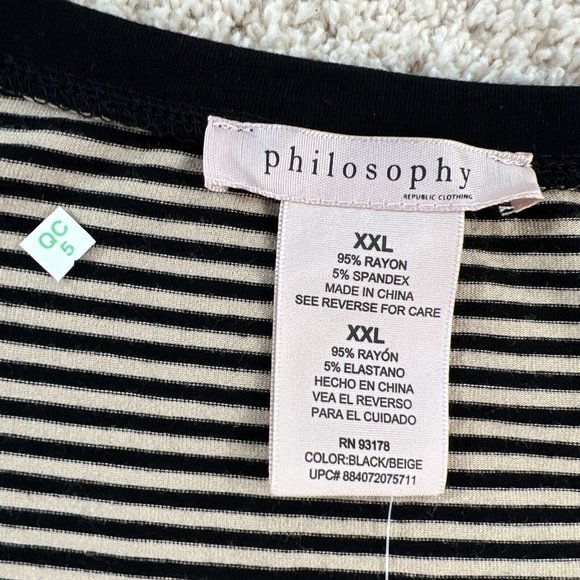 philosophy
REPUBLIC CLOTHING
QC
5
XXL
95% RAYON
5% SPANDEX
MADE IN CHINA
SEE REVERSE FOR CARE
XXL
95% RAYÓN
5% ELASTANO
HECHO EN CHINA
VEA EL REVERSO
PARA EL CUIDADO
RN 93178
COLOR:BLACK/BEIGE
UPC# 884072075711